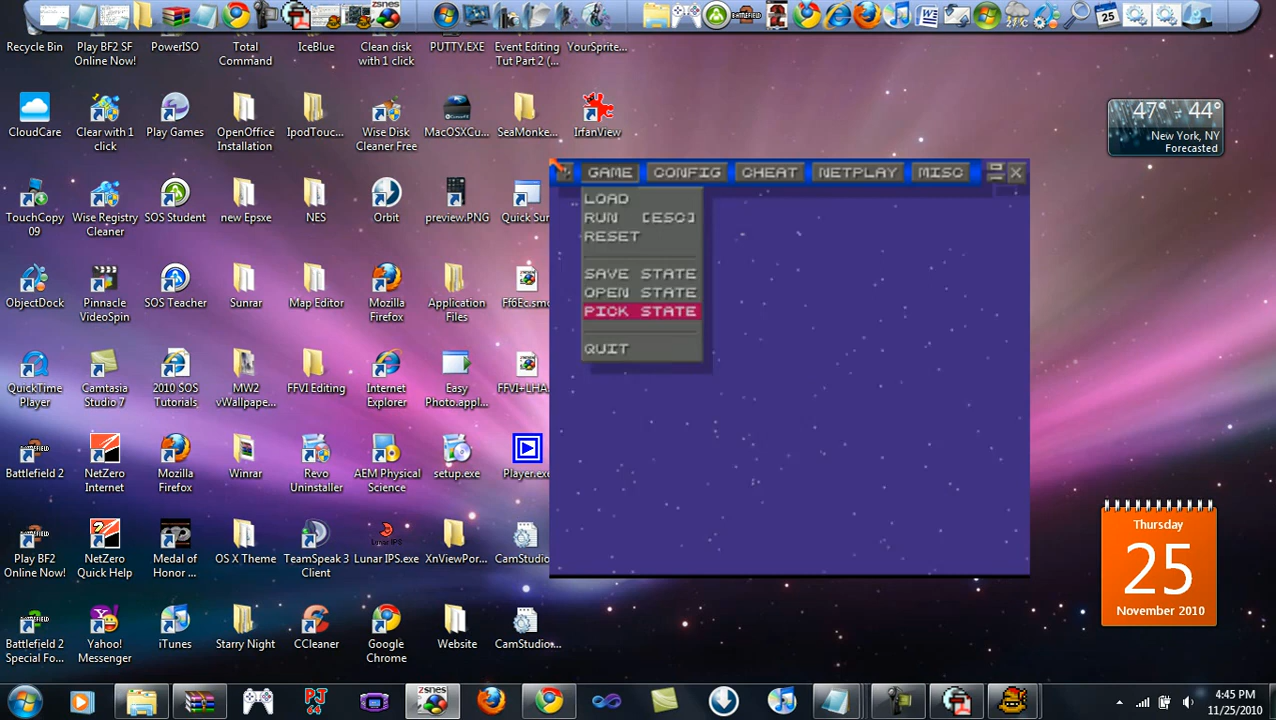 zsnes
Recycle Bin
Play BF2 SF
Online Now!
PowerISO
Total
Command
IceBlue
Clean disk
with 1 click
PUTTY.EXE
Event Editing
Tut Part 2 (...
YourSprite...
CloudCare
Clear with 1
click
Play Games
OpenOffice
Installation
IpodTouc...
Wise Disk
Cleaner Free
MacOSXCu...
SeaMonke...
IrfanView
TouchCopy
09
Wise Registry
Cleaner
SOS Student
new Epsxe
NES
Orbit
preview.PNG
Quick Sur
ObjectDock
Pinnacle
VideoSpin
SOS Teacher
Sunrar
Map Editor
Mozilla
Firefox
Application
Files
Ff6Ec.smc
QuickTime
Player
Camtasia
Studio 7
2010 SOS
Tutorials
MW2
vWallpape...
FFVI Editing
Internet
Explorer
Easy
Photo.appl...
FFVI+LHA
Battlefield 2
NetZero
Internet
Mozilla
Firefox
Winrar
Revo
Uninstaller
AEM Physical
Science
setup.exe
Player.exe
Play BF2
Online Now!
NetZero
Quick Help
Medal of
Honor ...
OS X Theme
TeamSpeak 3
Client
Lunar IPS.exe
XnViewPor...
CamStudio
Battlefield 2
Special Fo...
Yahoo!
Messenger
iTunes
Starry Night
CCleaner
Google
Chrome
Website
CamStudio...
GAME CONFIG CHEAT NETPLAY MISC
LOAD
RUN [ESC]
RESET
SAVE STATE
OPEN STATE
PICK STATE
QUIT
47° 44°
New York, NY
Forecasted
Thursday
25
November 2010
zsnes
4:45 PM
11/25/2010